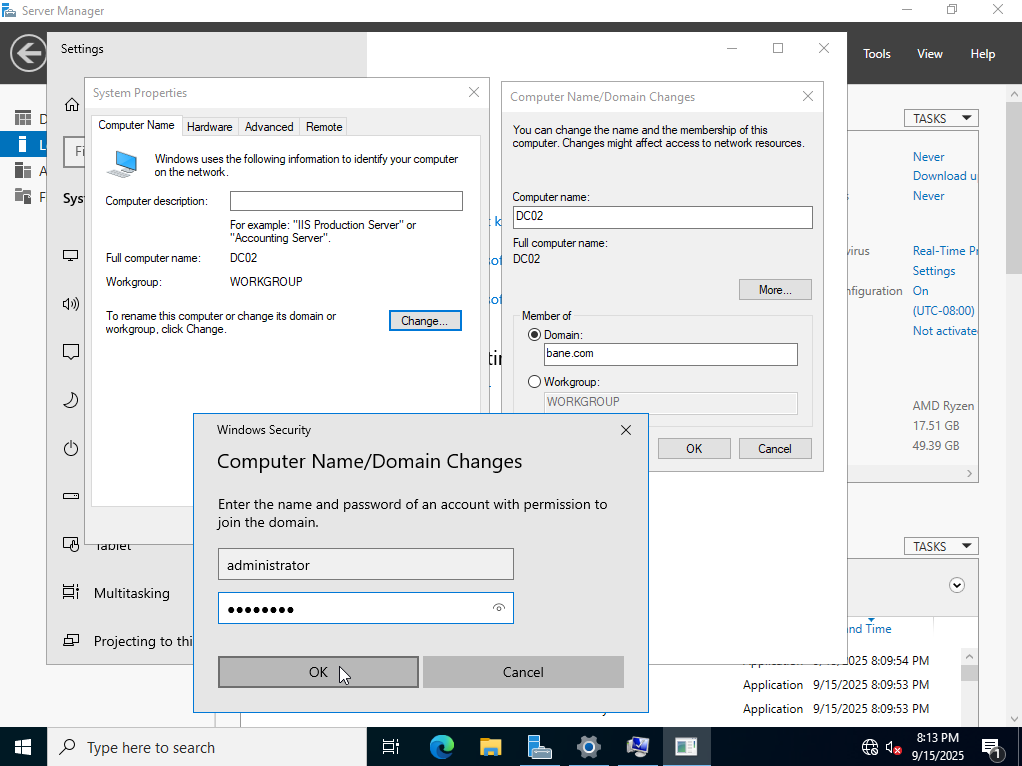 Server Manager
Tools View Help
Settings
System Properties
Computer Name Hardware Advanced Remote
Windows uses the following information to identify your computer
on the network.
Computer description:
For example: "IIS Production Server" or
"Accounting Server".
Full computer name: DC02
Workgroup: WORKGROUP
To rename this computer or change its domain or
workgroup, click Change.
Change...
Computer Name/Domain Changes
You can change the name and the membership of this
computer. Changes might affect access to network resources.
Computer name:
DC02
Full computer name:
DC02
More...
Member of
Domain:
bane.com
Workgroup:
WORKGROUP
OK Cancel
Windows Security
Computer Name/Domain Changes
Enter the name and password of an account with permission to
join the domain.
administrator
●●●●●●●●
OK Cancel
Tablet
Multitasking
Projecting to thi
TASKS
Never
Download u
Never
Real-Time Pr
Settings
nfiguration On
(UTC-08:00)
Not activate
AMD Ryzen
17.51 GB
49.39 GB
TASKS
nd Time
Application 9/15/2025 8:09:54 PM
Application 9/15/2025 8:09:53 PM
Application 9/15/2025 8:09:53 PM
Type here to search
8:13 PM
9/15/2025
1